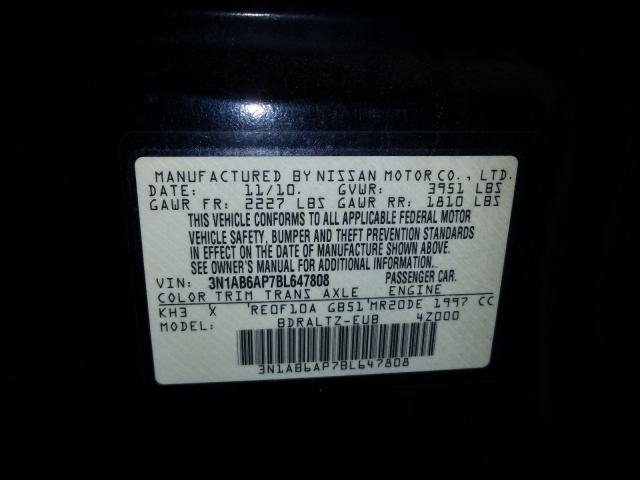 MANUFACTURED BY NISSAN MOTOR CO., LTD.
DATE: 11/10. GVWR: 3951 LBS
GAWR FR: 2227 LBS GAWR RR: 1810 LBS
THIS VEHICLE CONFORMS TO ALL APPLICABLE FEDERAL MOTOR
VEHICLE SAFETY, BUMPER AND THEFT PREVENTION STANDARDS
IN EFFECT ON THE DATE OF MANUFACTURE SHOWN ABOVE.
SEE OWNER'S MANUAL FOR ADDITIONAL INFORMATION.
VIN: 3N1AB6AP7BL647808 PASSENGER CAR.
COLOR TRIM TRANS AXLE ENGINE
KH3 X 'RE0F10A GB51'MR20DE 1997 CC
MODEL: BDRALTZ-EUB 4Z000
3N1AB6AP7BL647808